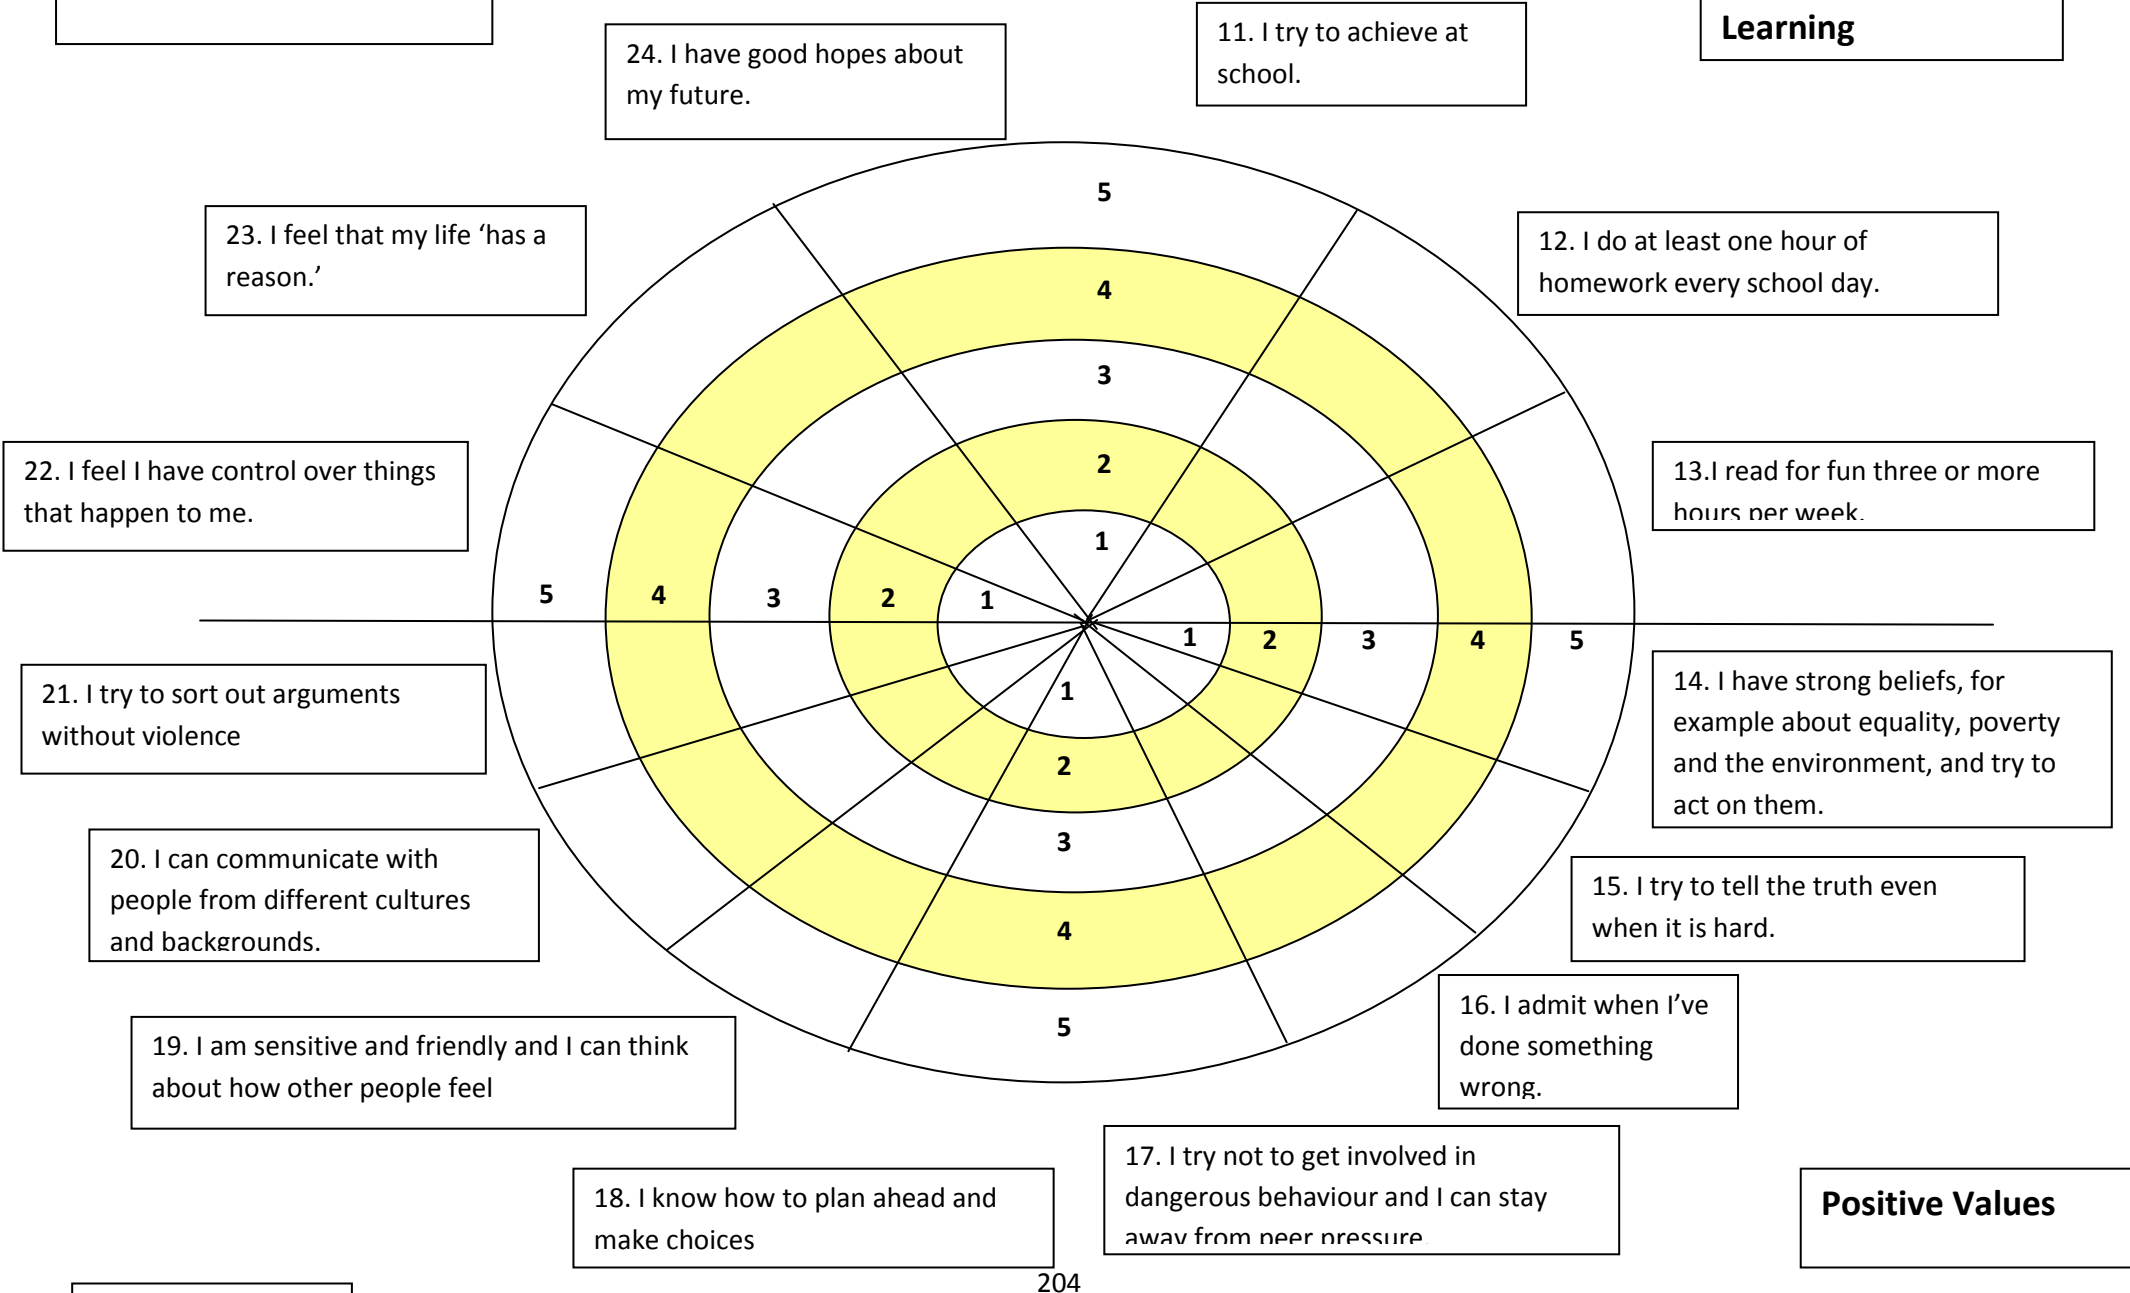 Learning
11. I try to achieve at
school.
24. I have good hopes about
my future.
12. I do at least one hour of
homework every school day.
23. I feel that my life ‘has a
reason.’
13.I read for fun three or more
hours per week.
22. I feel I have control over things
that happen to me.
5
4
3
2
1
5 4 3 2 1
1 2 3 4 5
1
2
3
4
5
14. I have strong beliefs, for
example about equality, poverty
and the environment, and try to
act on them.
21. I try to sort out arguments
without violence
15. I try to tell the truth even
when it is hard.
20. I can communicate with
people from different cultures
and backgrounds.
16. I admit when I’ve
done something
wrong.
19. I am sensitive and friendly and I can think
about how other people feel
17. I try not to get involved in
dangerous behaviour and I can stay
away from peer pressure.
18. I know how to plan ahead and
make choices
Positive Values
204